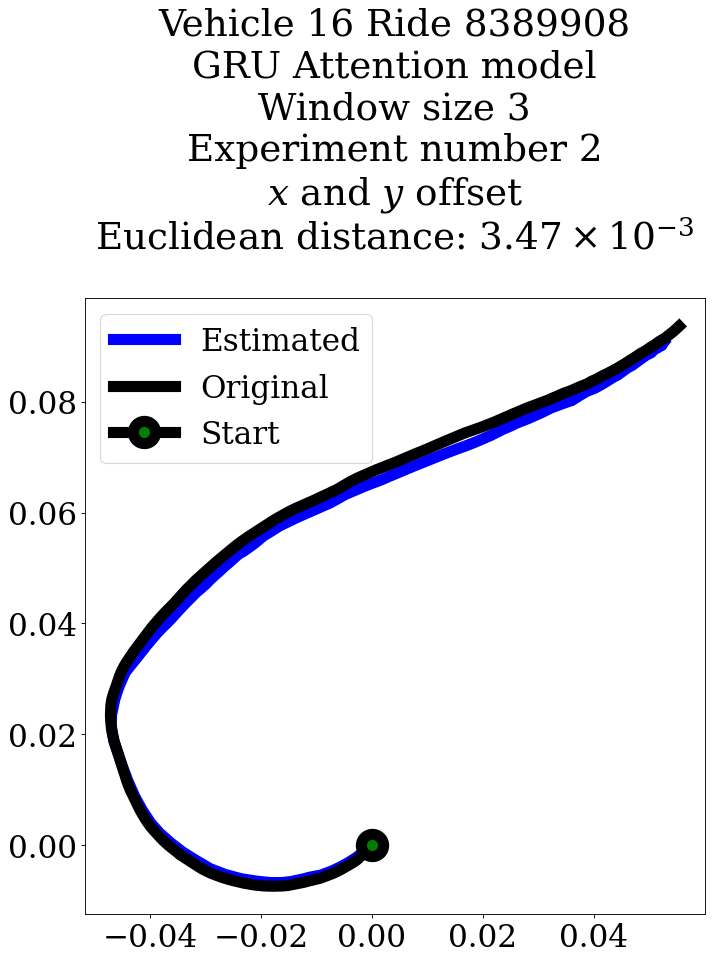 Vehicle 16 Ride 8389908
GRU Attention model
Window size 3
Experiment number 2
x and y offset
Euclidean distance: 3.47 × 10⁻³
Estimated
Original
Start
0.08
0.06
0.04
0.02
0.00
−0.04 −0.02 0.00 0.02 0.04